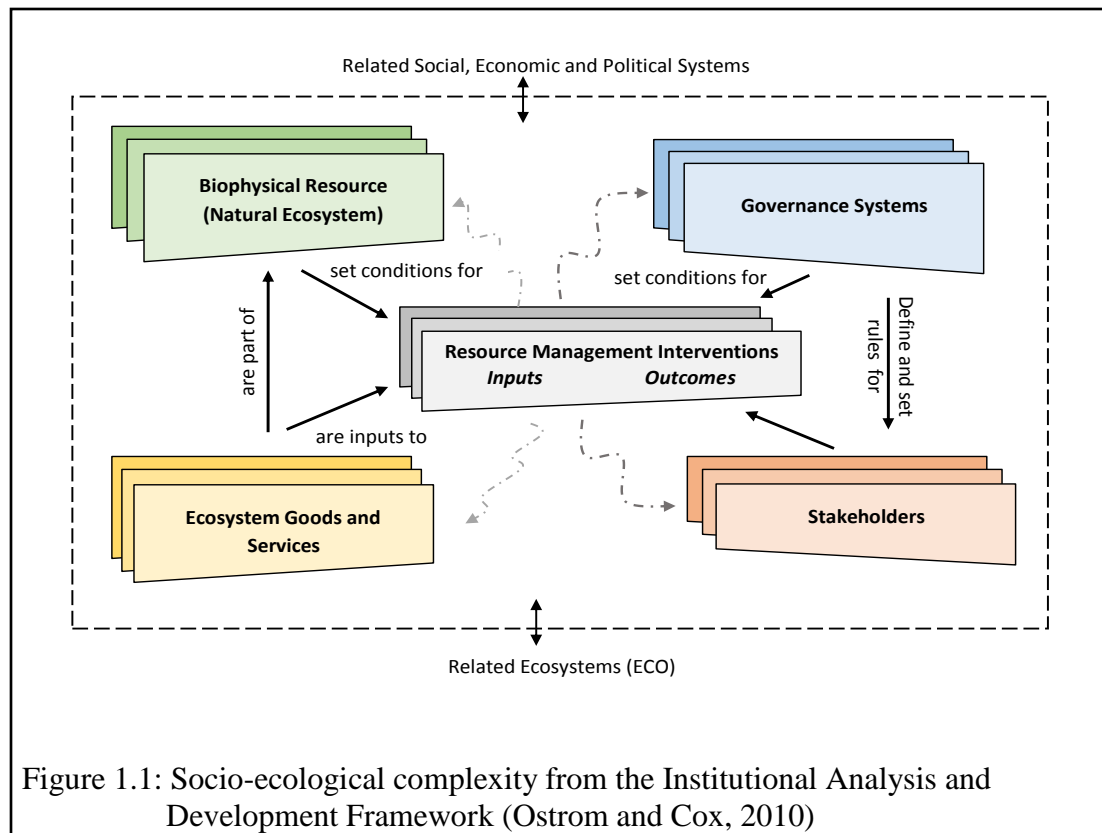 Related Social, Economic and Political Systems
Biophysical Resource
(Natural Ecosystem)
Governance Systems
set conditions for
set conditions for
are part of
Define and set
rules for
Resource Management Interventions
Inputs Outcomes
are inputs to
Ecosystem Goods and
Services
Stakeholders
Related Ecosystems (ECO)
Figure 1.1: Socio-ecological complexity from the Institutional Analysis and
Development Framework (Ostrom and Cox, 2010)